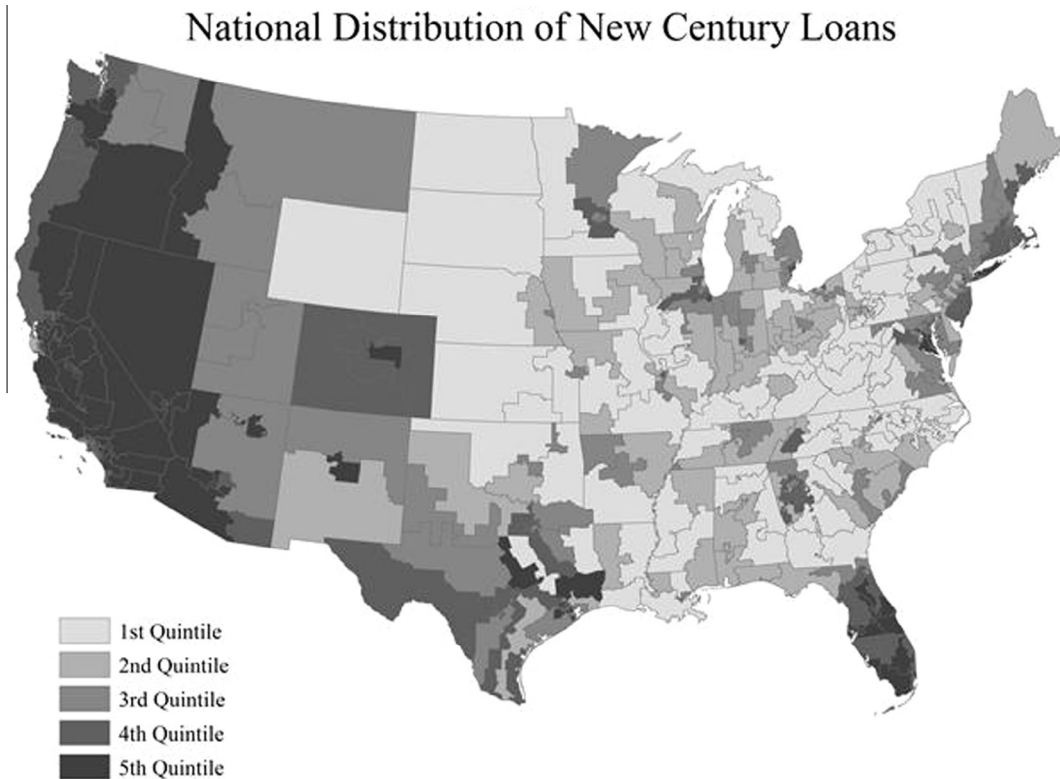 National Distribution of New Century Loans
1st Quintile
2nd Quintile
3rd Quintile
4th Quintile
5th Quintile